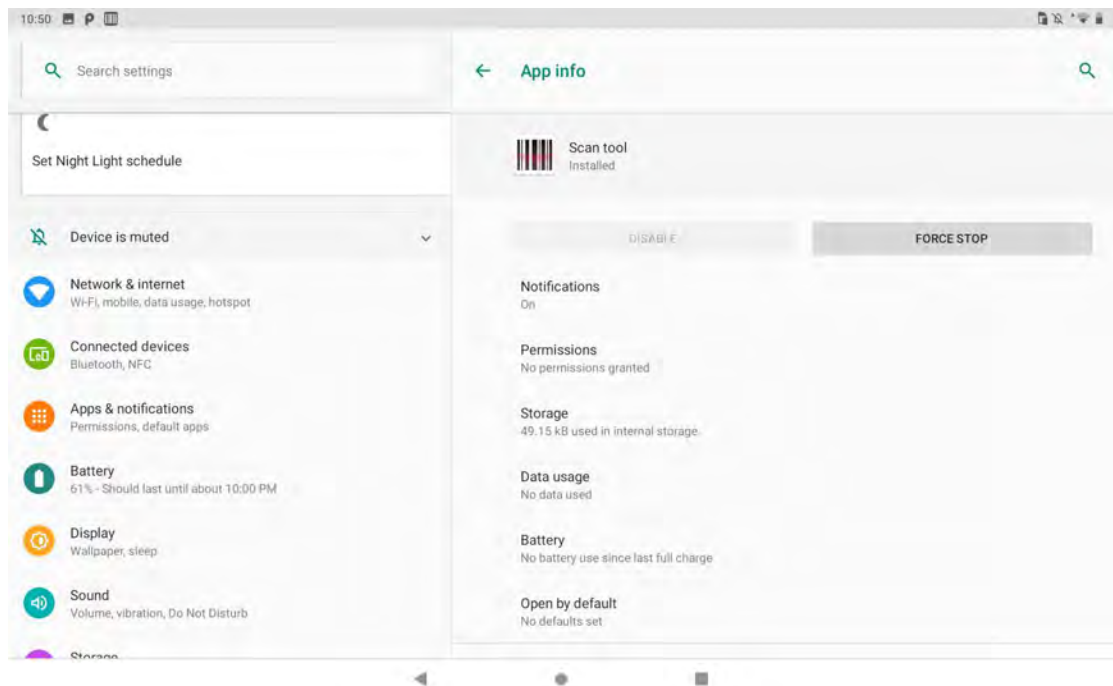 10:50
Search settings
Set Night Light schedule
Device is muted
Network & internet
Wi-Fi, mobile, data usage, hotspot
Connected devices
Bluetooth, NFC
Apps & notifications
Permissions, default apps
Battery
61% - Should last until about 10:00 PM
Display
Wallpaper, sleep
Sound
Volume, vibration, Do Not Disturb
Storage
App info
Scan tool
Installed
DISABLE
FORCE STOP
Notifications
On
Permissions
No permissions granted
Storage
49.15 kB used in internal storage
Data usage
No data used
Battery
No battery use since last full charge
Open by default
No defaults set